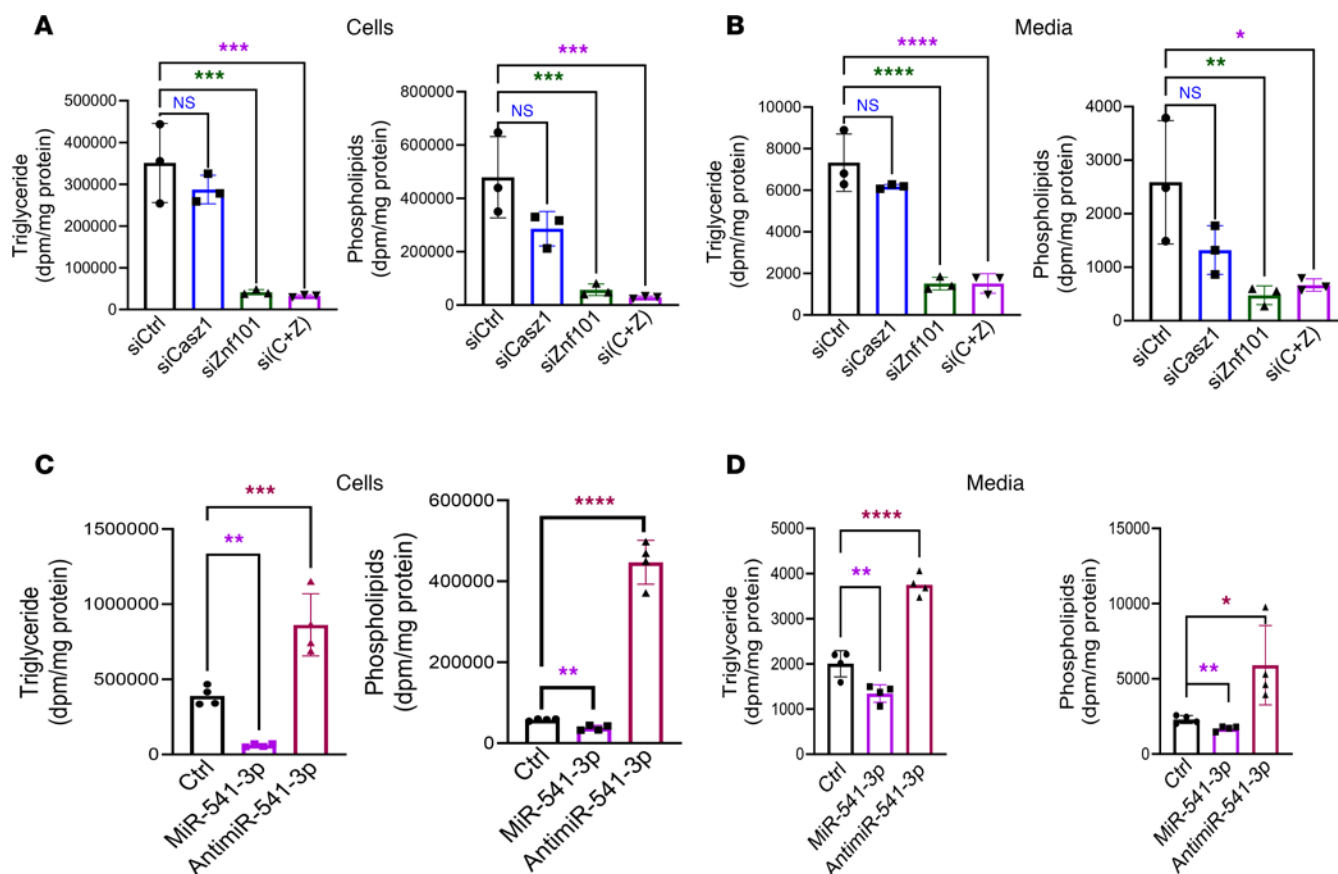 A
Cells
B
Media
***
***
NS
500000
400000
300000
200000
100000
0
Triglyceride
(dpm/mg protein)
siCtrl
siCasz1
siZnf101
si(C+Z)
***
***
NS
800000
600000
400000
200000
0
Phospholipids
(dpm/mg protein)
siCtrl
siCasz1
siZnf101
si(C+Z)
****
****
NS
10000
8000
6000
4000
2000
0
Triglyceride
(dpm/mg protein)
siCtrl
siCasz1
siZnf101
si(C+Z)
*
**
NS
4000
3000
2000
1000
0
Phospholipids
(dpm/mg protein)
siCtrl
siCasz1
siZnf101
si(C+Z)
C
Cells
D
Media
***
**
1500000
1000000
500000
0
Triglyceride
(dpm/mg protein)
Ctrl
MiR-541-3p
AntimiR-541-3p
****
**
600000
400000
200000
0
Phospholipids
(dpm/mg protein)
Ctrl
MiR-541-3p
AntimiR-541-3p
****
**
5000
4000
3000
2000
1000
0
Triglyceride
(dpm/mg protein)
Ctrl
MiR-541-3p
AntimiR-541-3p
*
**
15000
10000
5000
0
Phospholipids
(dpm/mg protein)
Ctrl
MiR-541-3p
AntimiR-541-3p